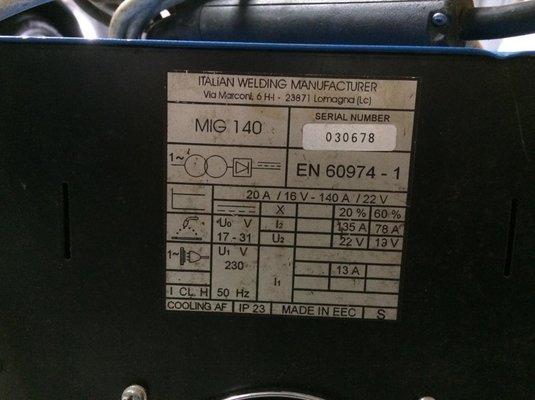 ITALIAN WELDING MANUFACTURER
Via Marconi, 6 H-I - 23871 Lomagna (Lc)
MIG 140
SERIAL NUMBER
030678
1~
EN 60974 - 1
20 A / 16 V - 140 A / 22 V
X 20 % 60 %
U₀ V I₂ 135 A 78 A
17 - 31 U₂ 22 V 19 V
1~ U₁ V
230 13 A
I₁
I CL. H 50 Hz
COOLING AF IP 23 MADE IN EEC S